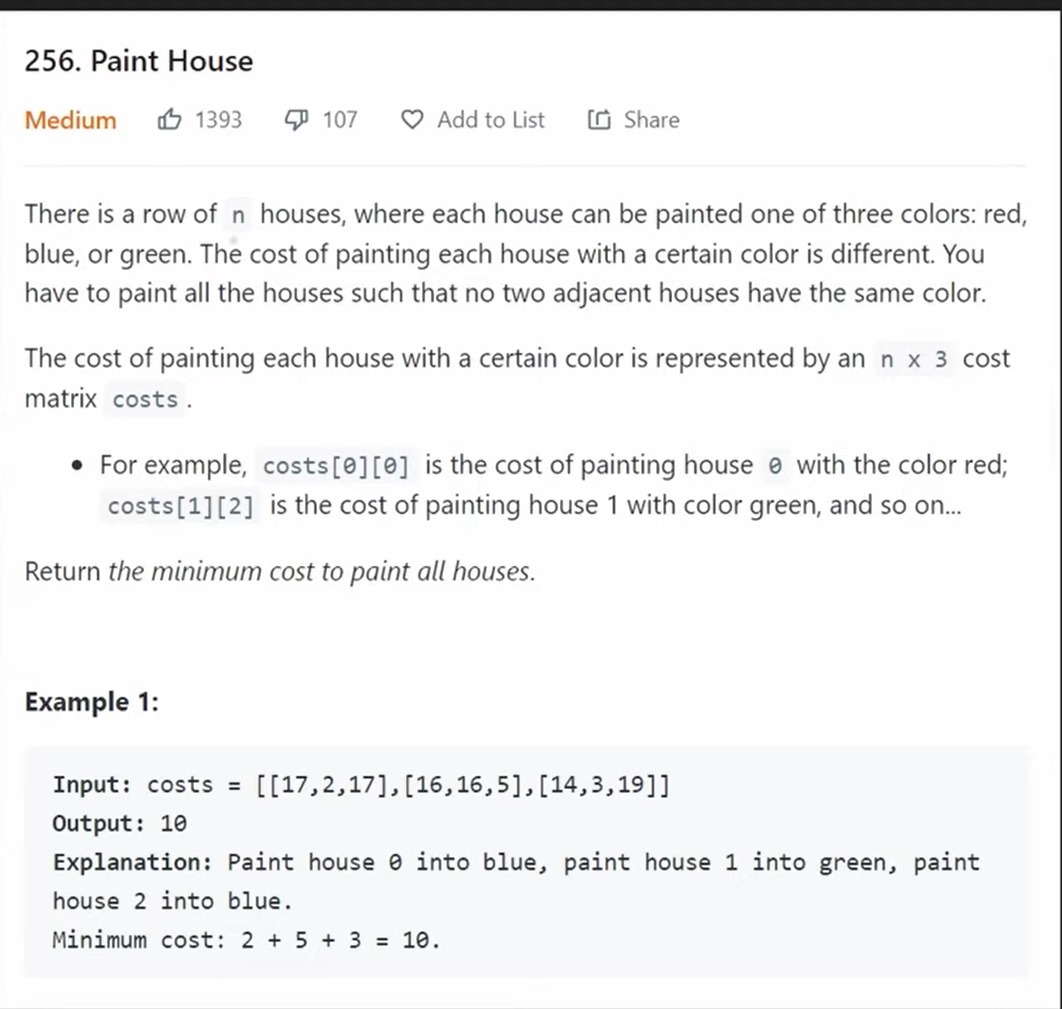 256. Paint House
Medium 1393 107 Add to List Share
There is a row of n houses, where each house can be painted one of three colors: red,
blue, or green. The cost of painting each house with a certain color is different. You
have to paint all the houses such that no two adjacent houses have the same color.
The cost of painting each house with a certain color is represented by an n x 3 cost
matrix costs .
• For example, costs[0][0] is the cost of painting house 0 with the color red;
costs[1][2] is the cost of painting house 1 with color green, and so on...
Return the minimum cost to paint all houses.
Example 1:
Input: costs = [[17,2,17],[16,16,5],[14,3,19]]
Output: 10
Explanation: Paint house 0 into blue, paint house 1 into green, paint
house 2 into blue.
Minimum cost: 2 + 5 + 3 = 10.